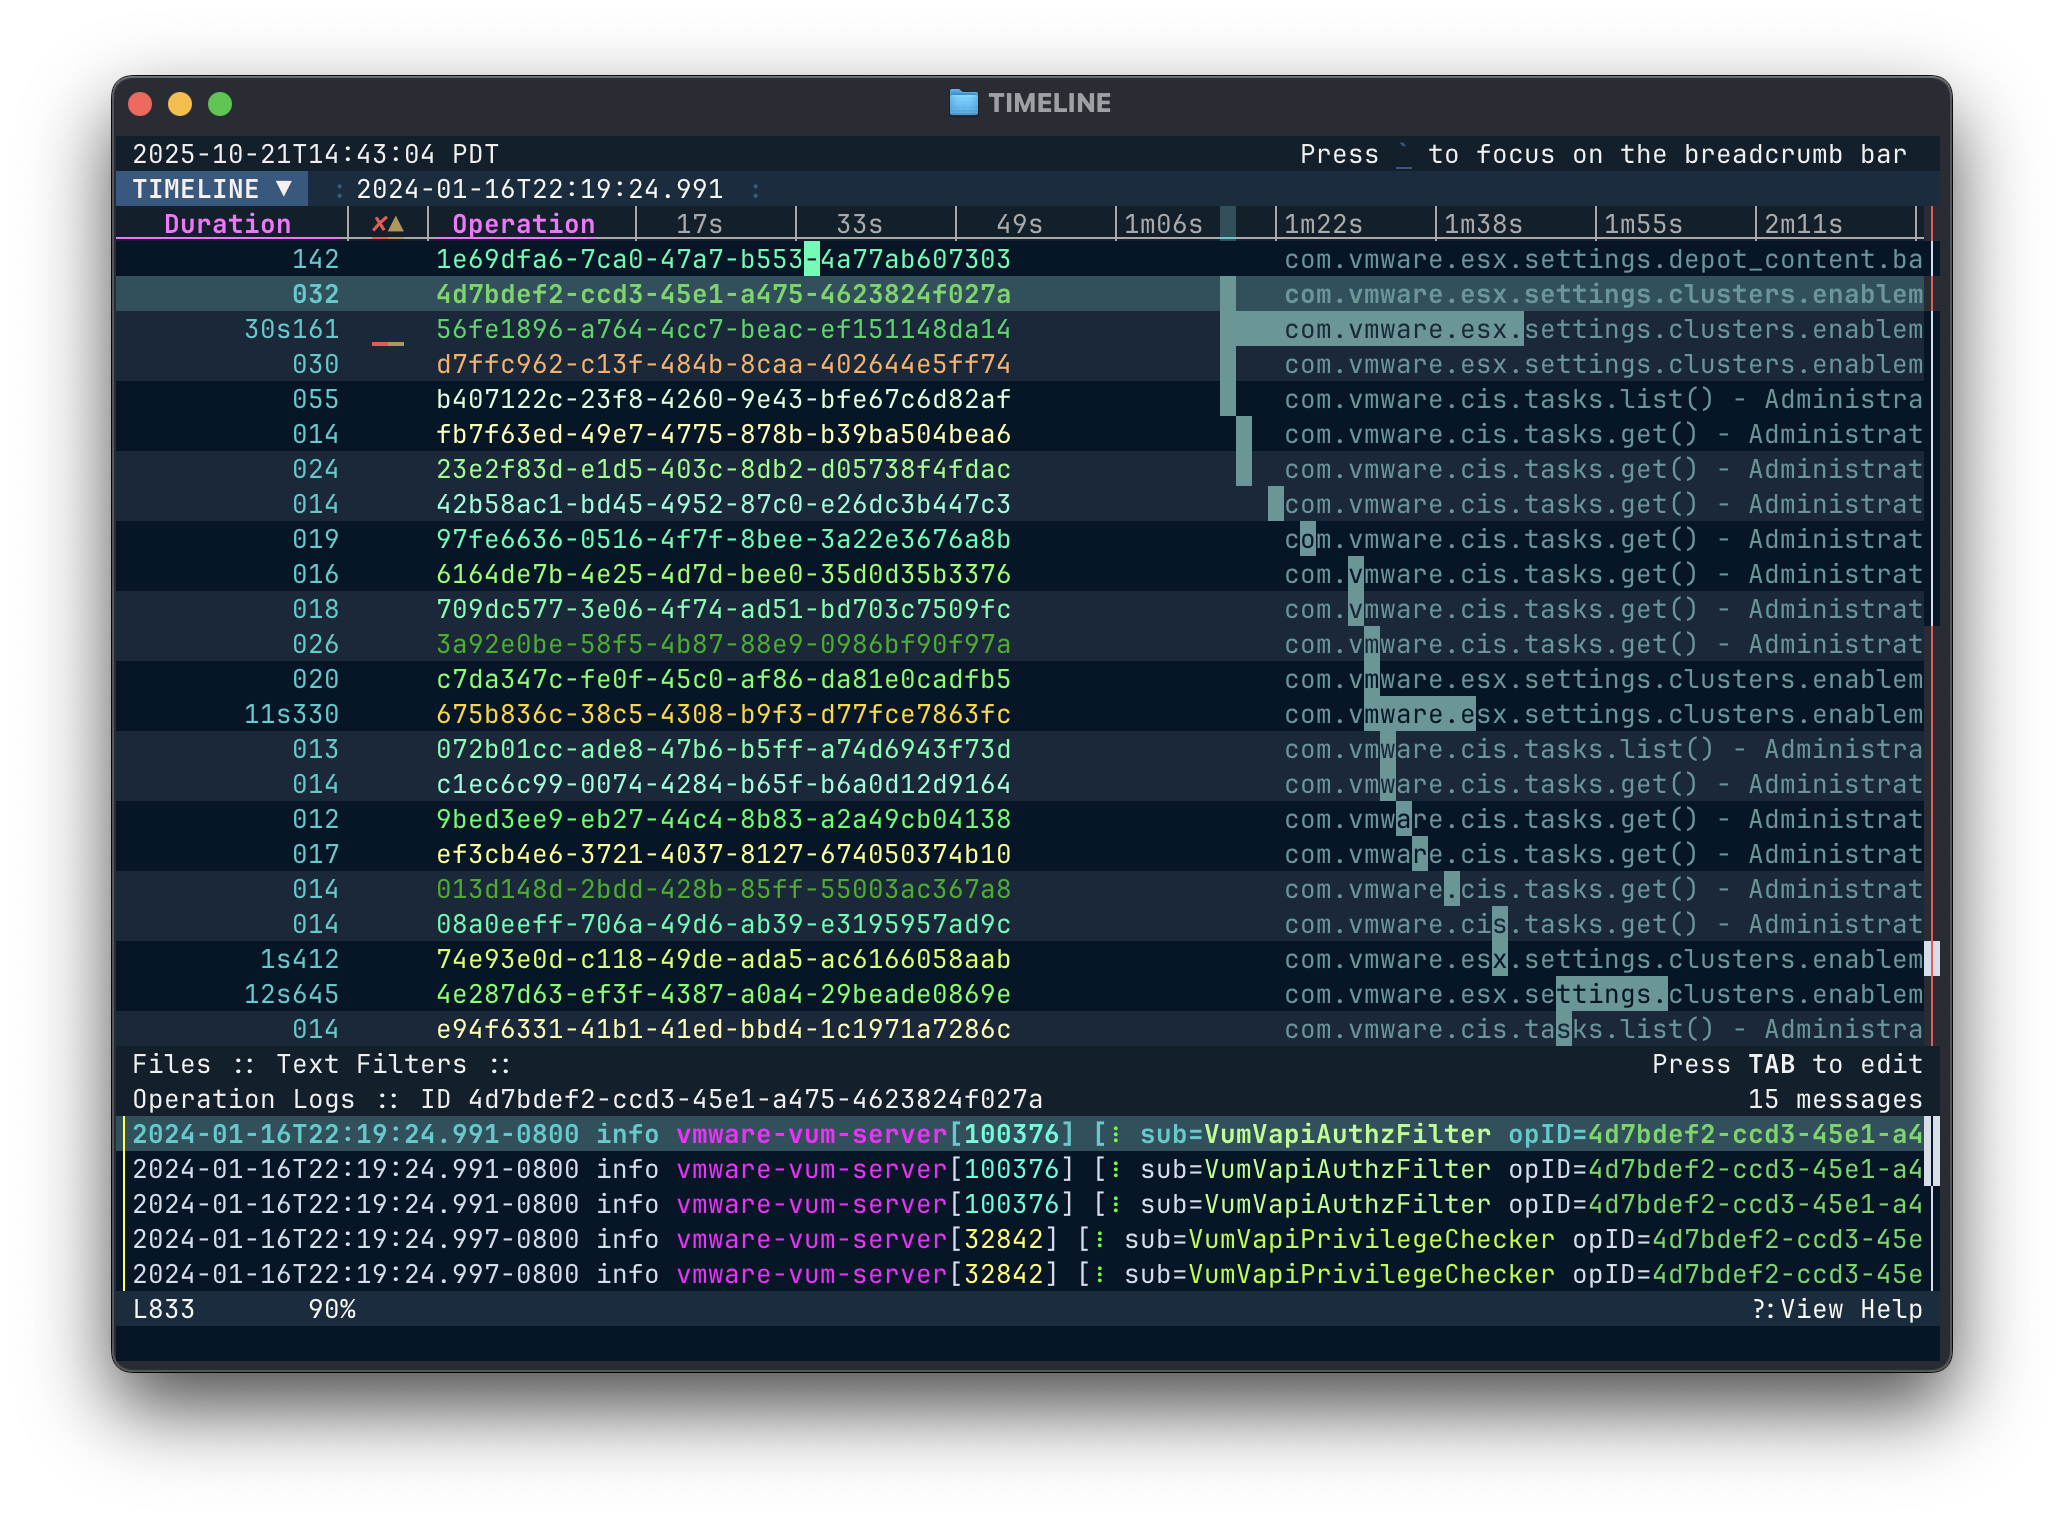 TIMELINE
2025-10-21T14:43:04 PDT Press ` to focus on the breadcrumb bar
TIMELINE ▼ : 2024-01-16T22:19:24.991 :
Duration ✘▲ Operation 17s 33s 49s 1m06s 1m22s 1m38s 1m55s 2m11s
142 1e69dfa6-7ca0-47a7-b553-4a77ab607303 com.vmware.esx.settings.depot_content.ba
032 4d7bdef2-ccd3-45e1-a475-4623824f027a com.vmware.esx.settings.clusters.enablem
30s161 56fe1896-a764-4cc7-beac-ef151148da14 com.vmware.esx.settings.clusters.enablem
030 d7ffc962-c13f-484b-8caa-402644e5ff74 com.vmware.esx.settings.clusters.enablem
055 b407122c-23f8-4260-9e43-bfe67c6d82af com.vmware.cis.tasks.list() - Administra
014 fb7f63ed-49e7-4775-878b-b39ba504bea6 com.vmware.cis.tasks.get() - Administrat
024 23e2f83d-e1d5-403c-8db2-d05738f4fdac com.vmware.cis.tasks.get() - Administrat
014 42b58ac1-bd45-4952-87c0-e26dc3b447c3 com.vmware.cis.tasks.get() - Administrat
019 97fe6636-0516-4f7f-8bee-3a22e3676a8b com.vmware.cis.tasks.get() - Administrat
016 6164de7b-4e25-4d7d-bee0-35d0d35b3376 com.vmware.cis.tasks.get() - Administrat
018 709dc577-3e06-4f74-ad51-bd703c7509fc com.vmware.cis.tasks.get() - Administrat
026 3a92e0be-58f5-4b87-88e9-0986bf90f97a com.vmware.cis.tasks.get() - Administrat
020 c7da347c-fe0f-45c0-af86-da81e0cadfb5 com.vmware.esx.settings.clusters.enablem
11s330 675b836c-38c5-4308-b9f3-d77fce7863fc com.vmware.esx.settings.clusters.enablem
013 072b01cc-ade8-47b6-b5ff-a74d6943f73d com.vmware.cis.tasks.list() - Administra
014 c1ec6c99-0074-4284-b65f-b6a0d12d9164 com.vmware.cis.tasks.get() - Administrat
012 9bed3ee9-eb27-44c4-8b83-a2a49cb04138 com.vmware.cis.tasks.get() - Administrat
017 ef3cb4e6-3721-4037-8127-674050374b10 com.vmware.cis.tasks.get() - Administrat
014 013d148d-2bdd-428b-85ff-55003ac367a8 com.vmware.cis.tasks.get() - Administrat
014 08a0eeff-706a-49d6-ab39-e3195957ad9c com.vmware.cis.tasks.get() - Administrat
1s412 74e93e0d-c118-49de-ada5-ac6166058aab com.vmware.esx.settings.clusters.enablem
12s645 4e287d63-ef3f-4387-a0a4-29beade0869e com.vmware.esx.settings.clusters.enablem
014 e94f6331-41b1-41ed-bbd4-1c1971a7286c com.vmware.cis.tasks.list() - Administra
Files :: Text Filters :: Press TAB to edit
Operation Logs :: ID 4d7bdef2-ccd3-45e1-a475-4623824f027a 15 messages
2024-01-16T22:19:24.991-0800 info vmware-vum-server[100376] [⋮ sub=VumVapiAuthzFilter opID=4d7bdef2-ccd3-45e1-a4
2024-01-16T22:19:24.991-0800 info vmware-vum-server[100376] [⋮ sub=VumVapiAuthzFilter opID=4d7bdef2-ccd3-45e1-a4
2024-01-16T22:19:24.991-0800 info vmware-vum-server[100376] [⋮ sub=VumVapiAuthzFilter opID=4d7bdef2-ccd3-45e1-a4
2024-01-16T22:19:24.997-0800 info vmware-vum-server[32842] [⋮ sub=VumVapiPrivilegeChecker opID=4d7bdef2-ccd3-45e
2024-01-16T22:19:24.997-0800 info vmware-vum-server[32842] [⋮ sub=VumVapiPrivilegeChecker opID=4d7bdef2-ccd3-45e
L833 90% ?:View Help